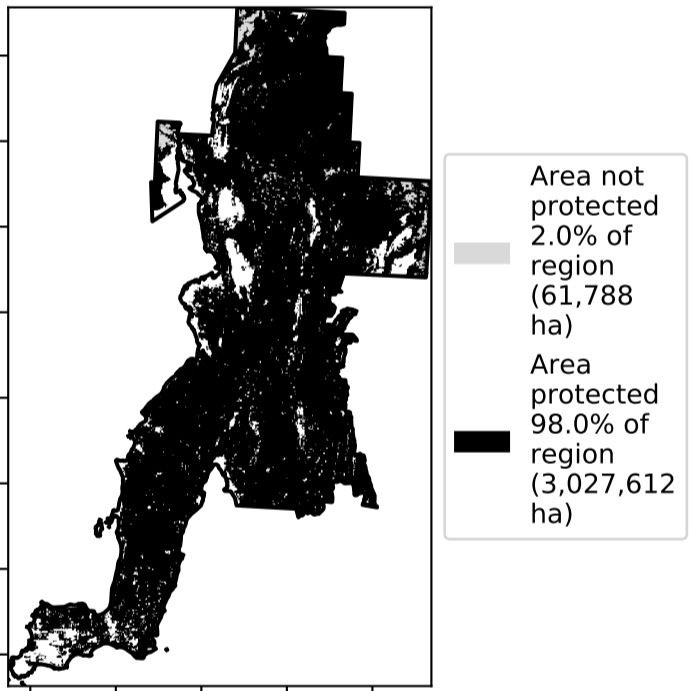 Area not
protected
2.0% of
region
(61,788
ha)
Area
protected
98.0% of
region
(3,027,612
ha)